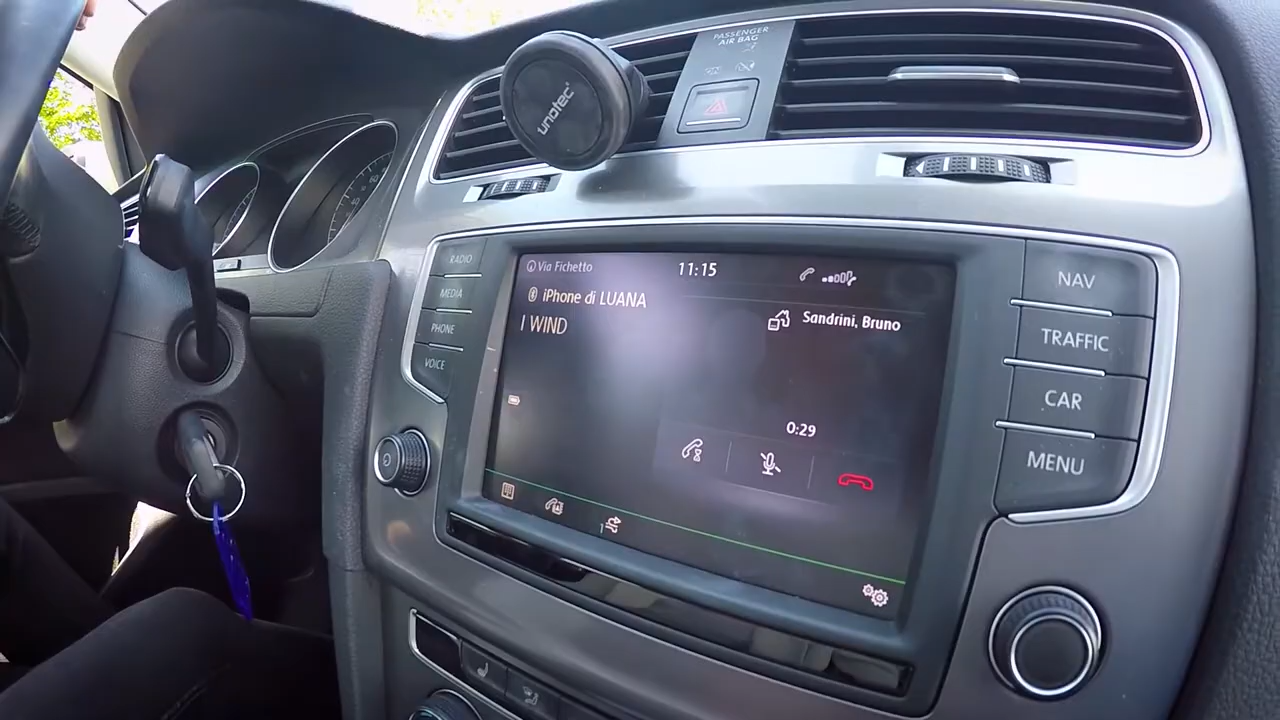 PASSENGER
AIR BAG
unotec
RADIO
MEDIA
PHONE
VOICE
Via Fichetto
11:15
iPhone di LUANA
I WIND
Sandrini, Bruno
0:29
1
NAV
TRAFFIC
CAR
MENU